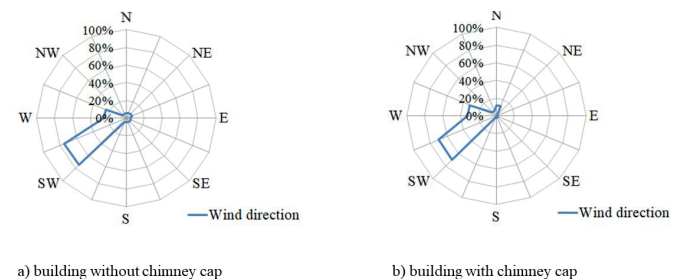 N
100%
80%
60%
40%
20%
0%
NW
NE
W
E
SW
SE
S
Wind direction
a) building without chimney cap
N
100%
80%
60%
40%
20%
0%
NW
NE
W
E
SW
SE
S
Wind direction
b) building with chimney cap